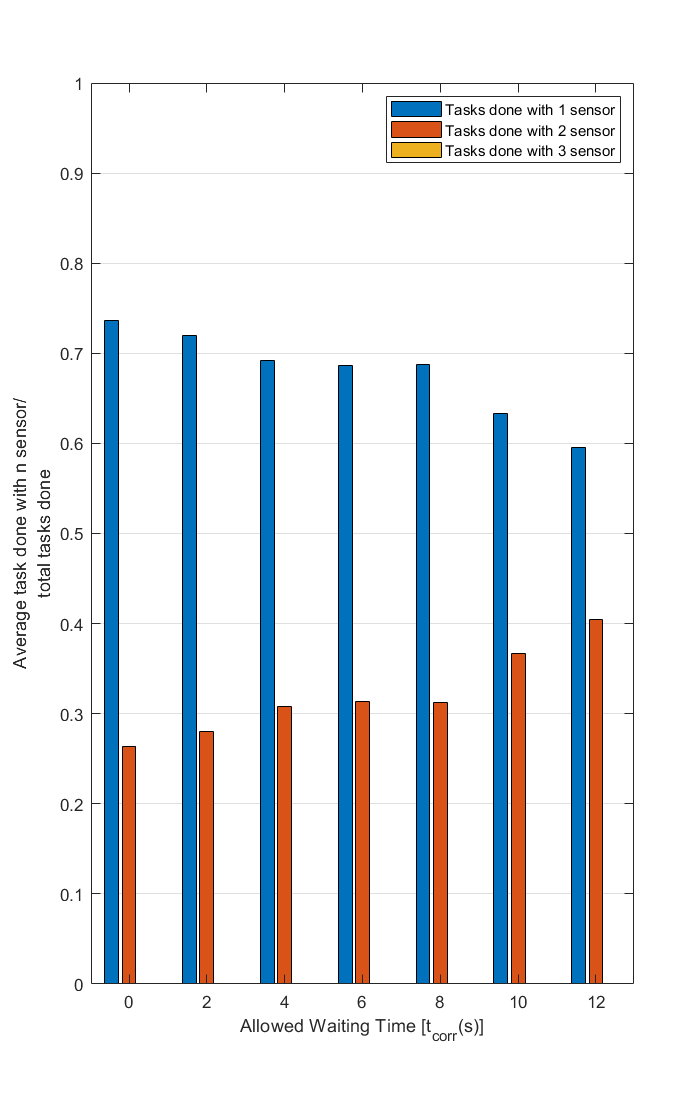 1
0.9
0.8
0.7
0.6
0.5
0.4
0.3
0.2
0.1
0
Tasks done with 1 sensor
Tasks done with 2 sensor
Tasks done with 3 sensor
Average task done with n sensor/
total tasks done
0 2 4 6 8 10 12
Allowed Waiting Time [tcorr(s)]